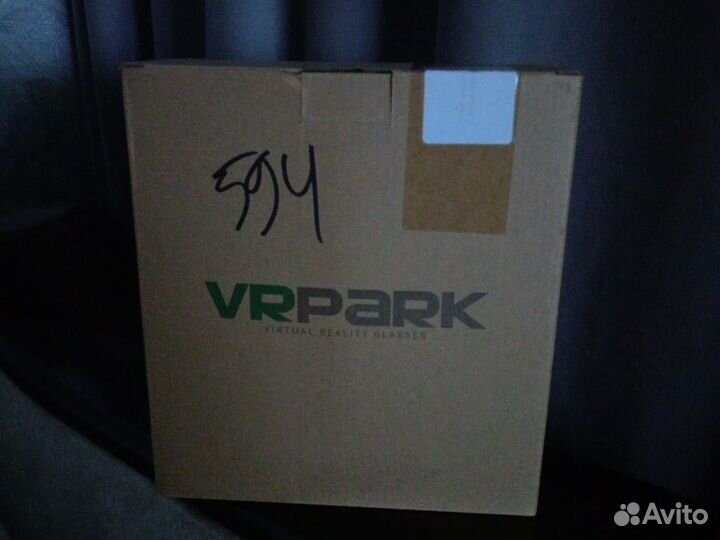 594
VRPARK
VIRTUAL REALITY GLASSES
Avito